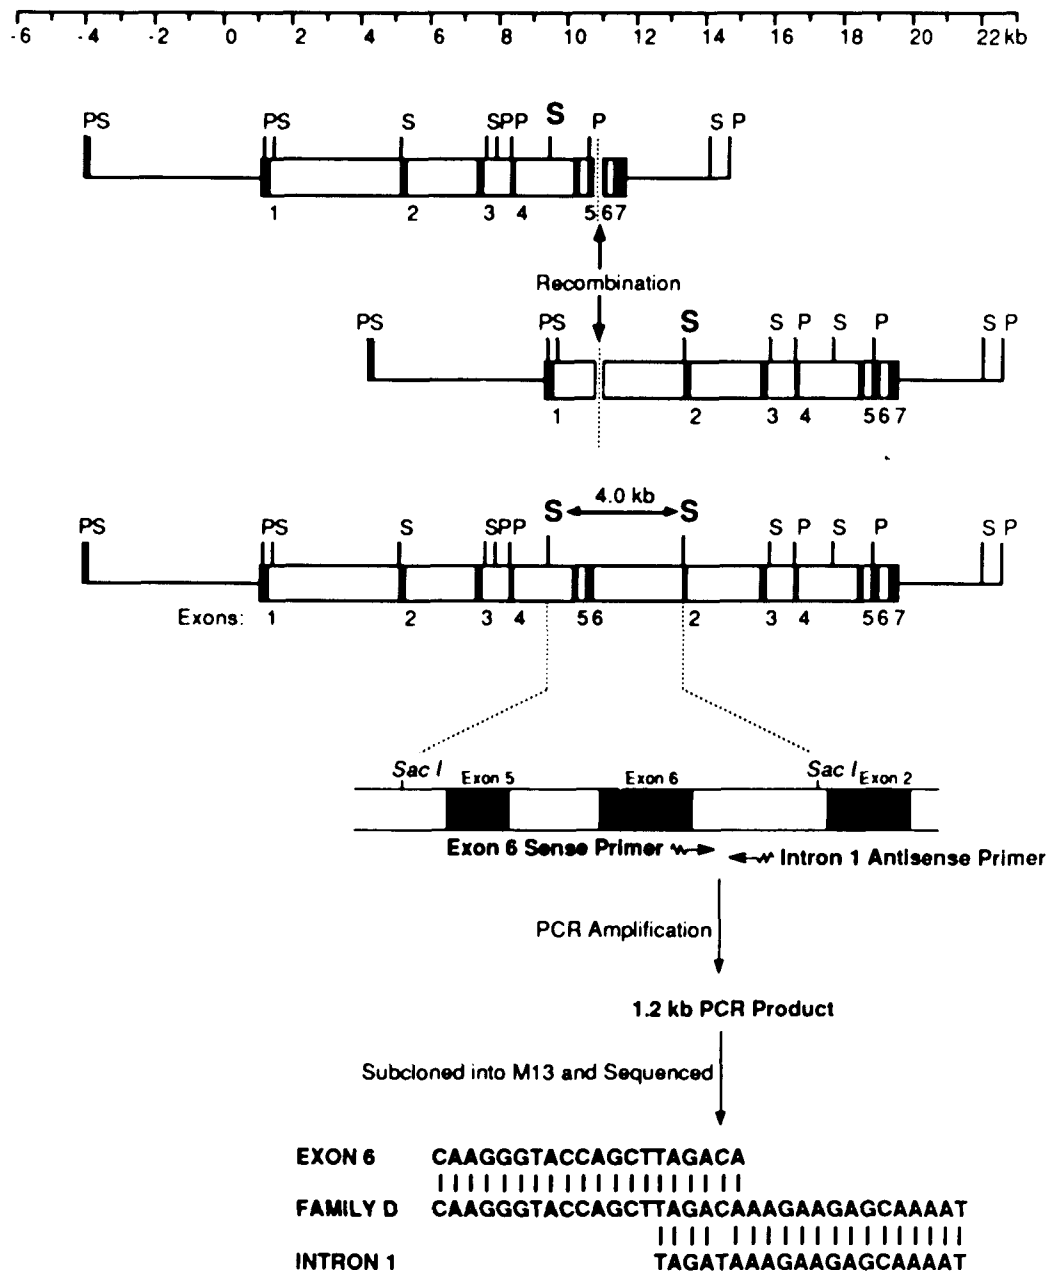 -6 -4 -2 0 2 4 6 8 10 12 14 16 18 20 22 kb
PS PS S SPP S P S P
1 2 3 4 5 6 7
Recombination
PS PS S S P S P S P
1 2 3 4 5 6 7
4.0 kb
PS PS S SPP S S S P S P S P
Exons: 1 2 3 4 5 6 2 3 4 5 6 7
Sac I Exon 5 Exon 6 Sac I Exon 2
Exon 6 Sense Primer Intron 1 Antisense Primer
PCR Amplification
1.2 kb PCR Product
Subcloned into M13 and Sequenced
EXON 6 CAAGGGTACCAGCTTAGACA
FAMILY D CAAGGGTACCAGCTTAGACAAAGAAGAGCAAAAT
INTRON 1 TAGATAAAGAAGAGCAAAAT